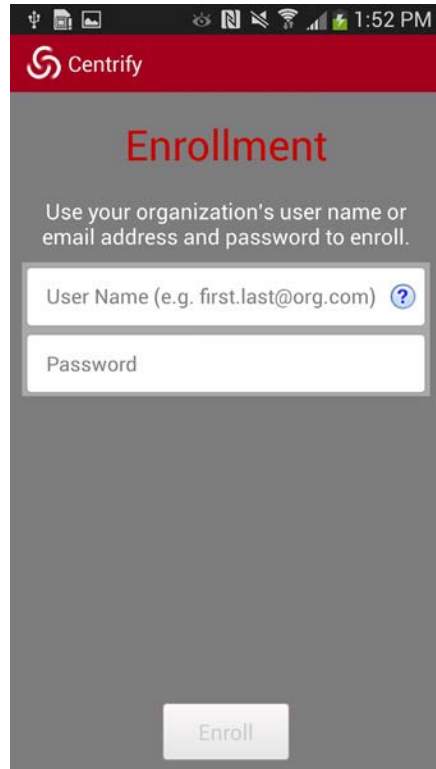 1:52 PM
Centrify
Enrollment
Use your organization's user name or
email address and password to enroll.
User Name (e.g. first.last@org.com) ?
Password
Enroll